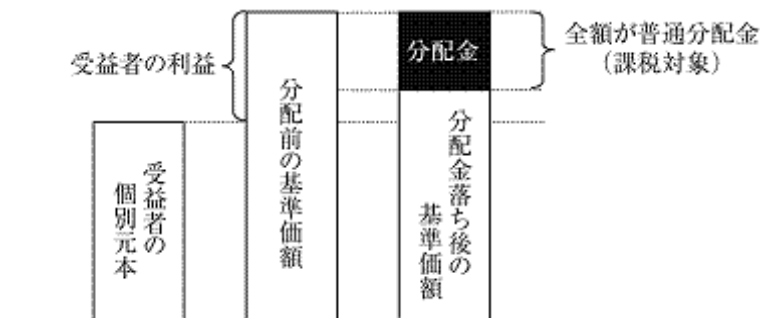 受益者の利益
受益者の
個別元本
分配前の基準価額
分配金
分配金落ち後の
基準価額
全額が普通分配金
（課税対象）